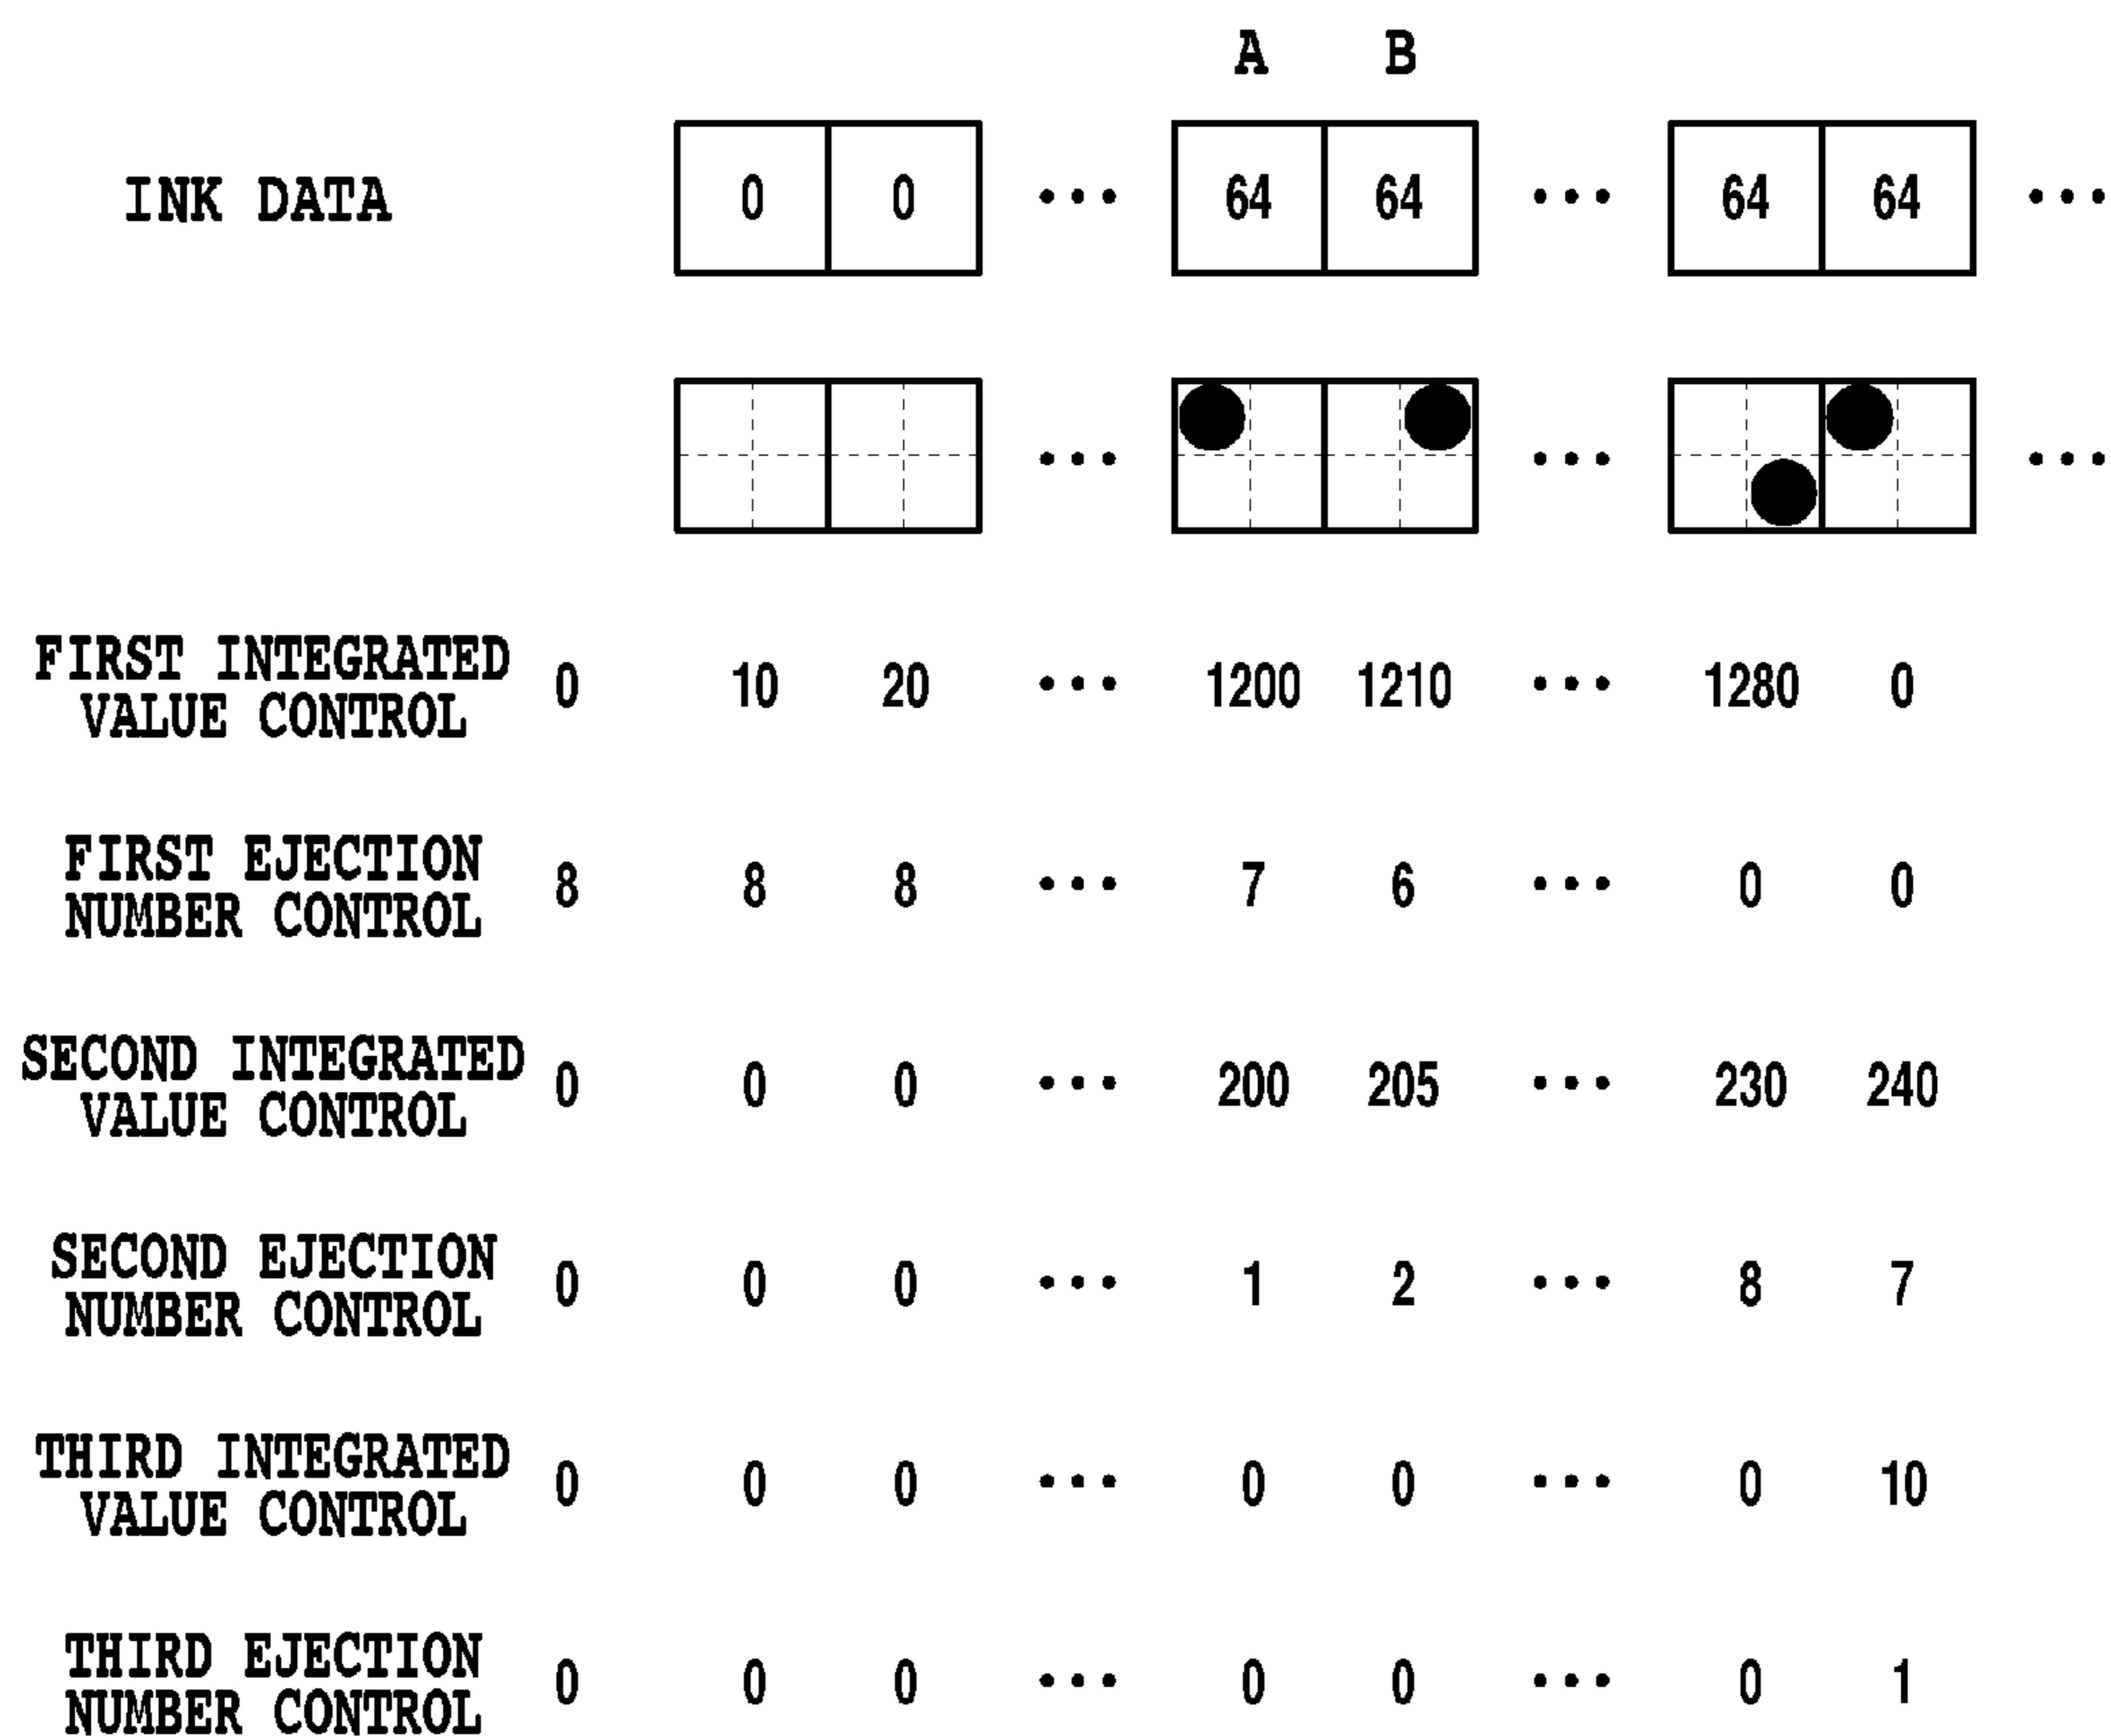 A B
INK DATA 0 0 ••• 64 64 ••• 64 64 •••
••• ••• •••
FIRST INTEGRATED
VALUE CONTROL 0 10 20 ••• 1200 1210 ••• 1280 0
FIRST EJECTION
NUMBER CONTROL 8 8 8 ••• 7 6 ••• 0 0
SECOND INTEGRATED
VALUE CONTROL 0 0 0 ••• 200 205 ••• 230 240
SECOND EJECTION
NUMBER CONTROL 0 0 0 ••• 1 2 ••• 8 7
THIRD INTEGRATED
VALUE CONTROL 0 0 0 ••• 0 0 ••• 0 10
THIRD EJECTION
NUMBER CONTROL 0 0 0 ••• 0 0 ••• 0 1